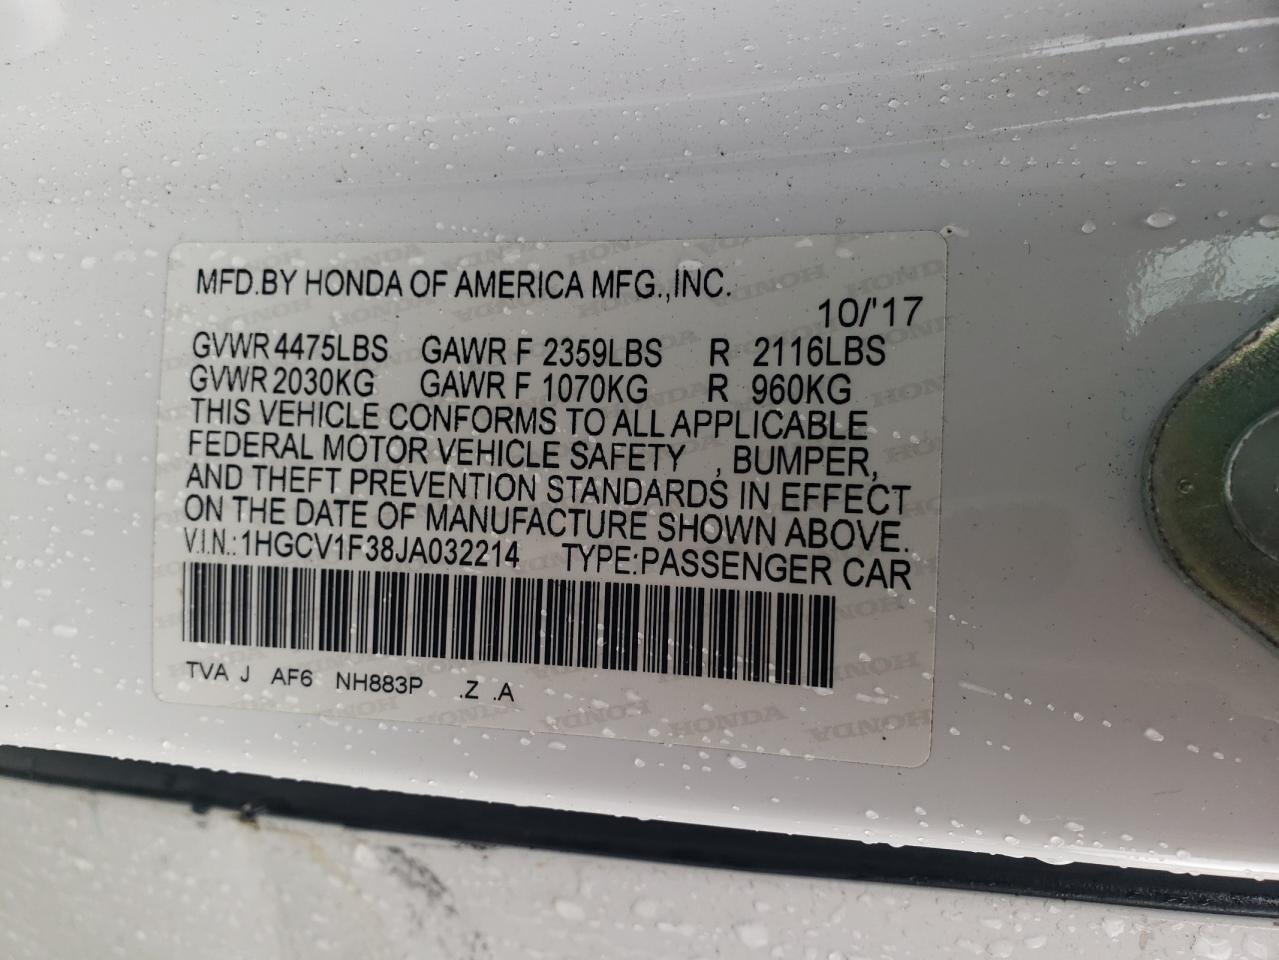 MFD.BY HONDA OF AMERICA MFG.,INC.
10/'17
GVWR 4475LBS GAWR F 2359LBS R 2116LBS
GVWR 2030KG GAWR F 1070KG R 960KG
THIS VEHICLE CONFORMS TO ALL APPLICABLE
FEDERAL MOTOR VEHICLE SAFETY , BUMPER,
AND THEFT PREVENTION STANDARDS IN EFFECT
ON THE DATE OF MANUFACTURE SHOWN ABOVE.
V.I.N.:1HGCV1F38JA032214 TYPE:PASSENGER CAR
TVA J AF6 NH883P .Z .A
HONDA HONDA